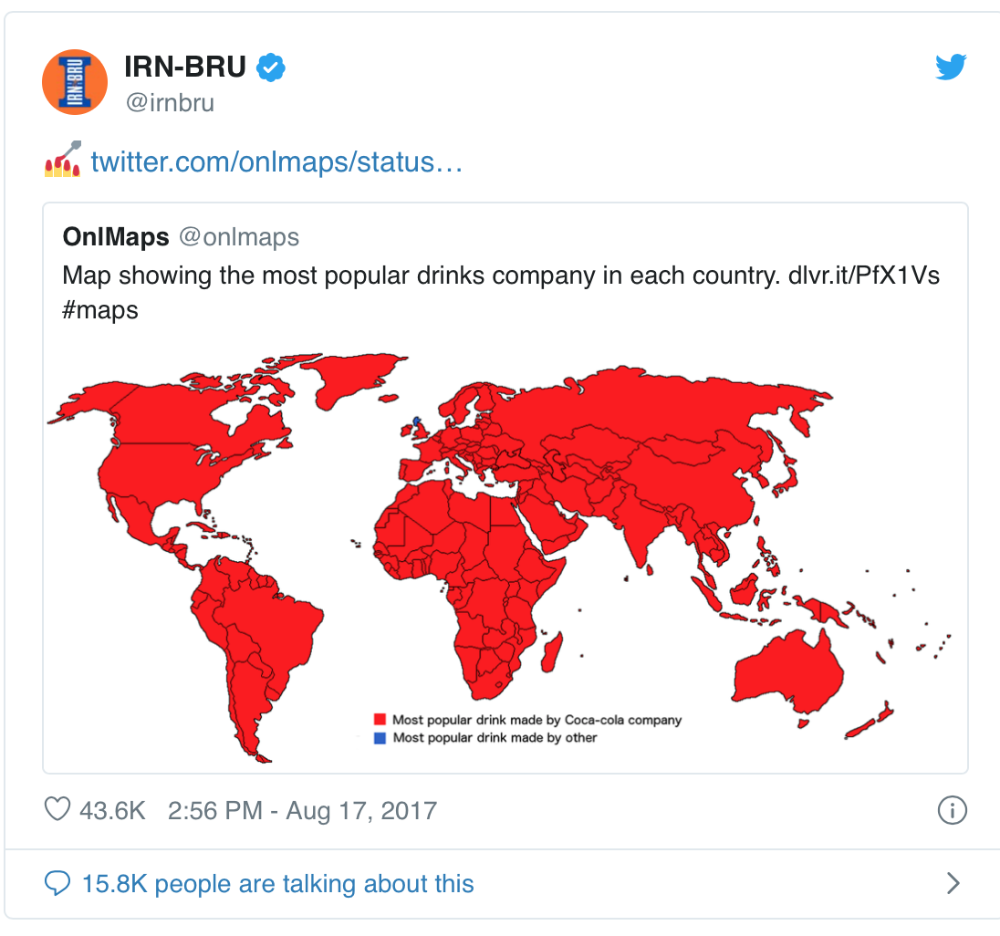 IRN-BRU
IRN-BRU
@irnbru
twitter.com/onlmaps/status…
OnlMaps @onlmaps
Map showing the most popular drinks company in each country. dlvr.it/PfX1Vs
#maps
Most popular drink made by Coca-cola company
Most popular drink made by other
43.6K 2:56 PM - Aug 17, 2017
15.8K people are talking about this